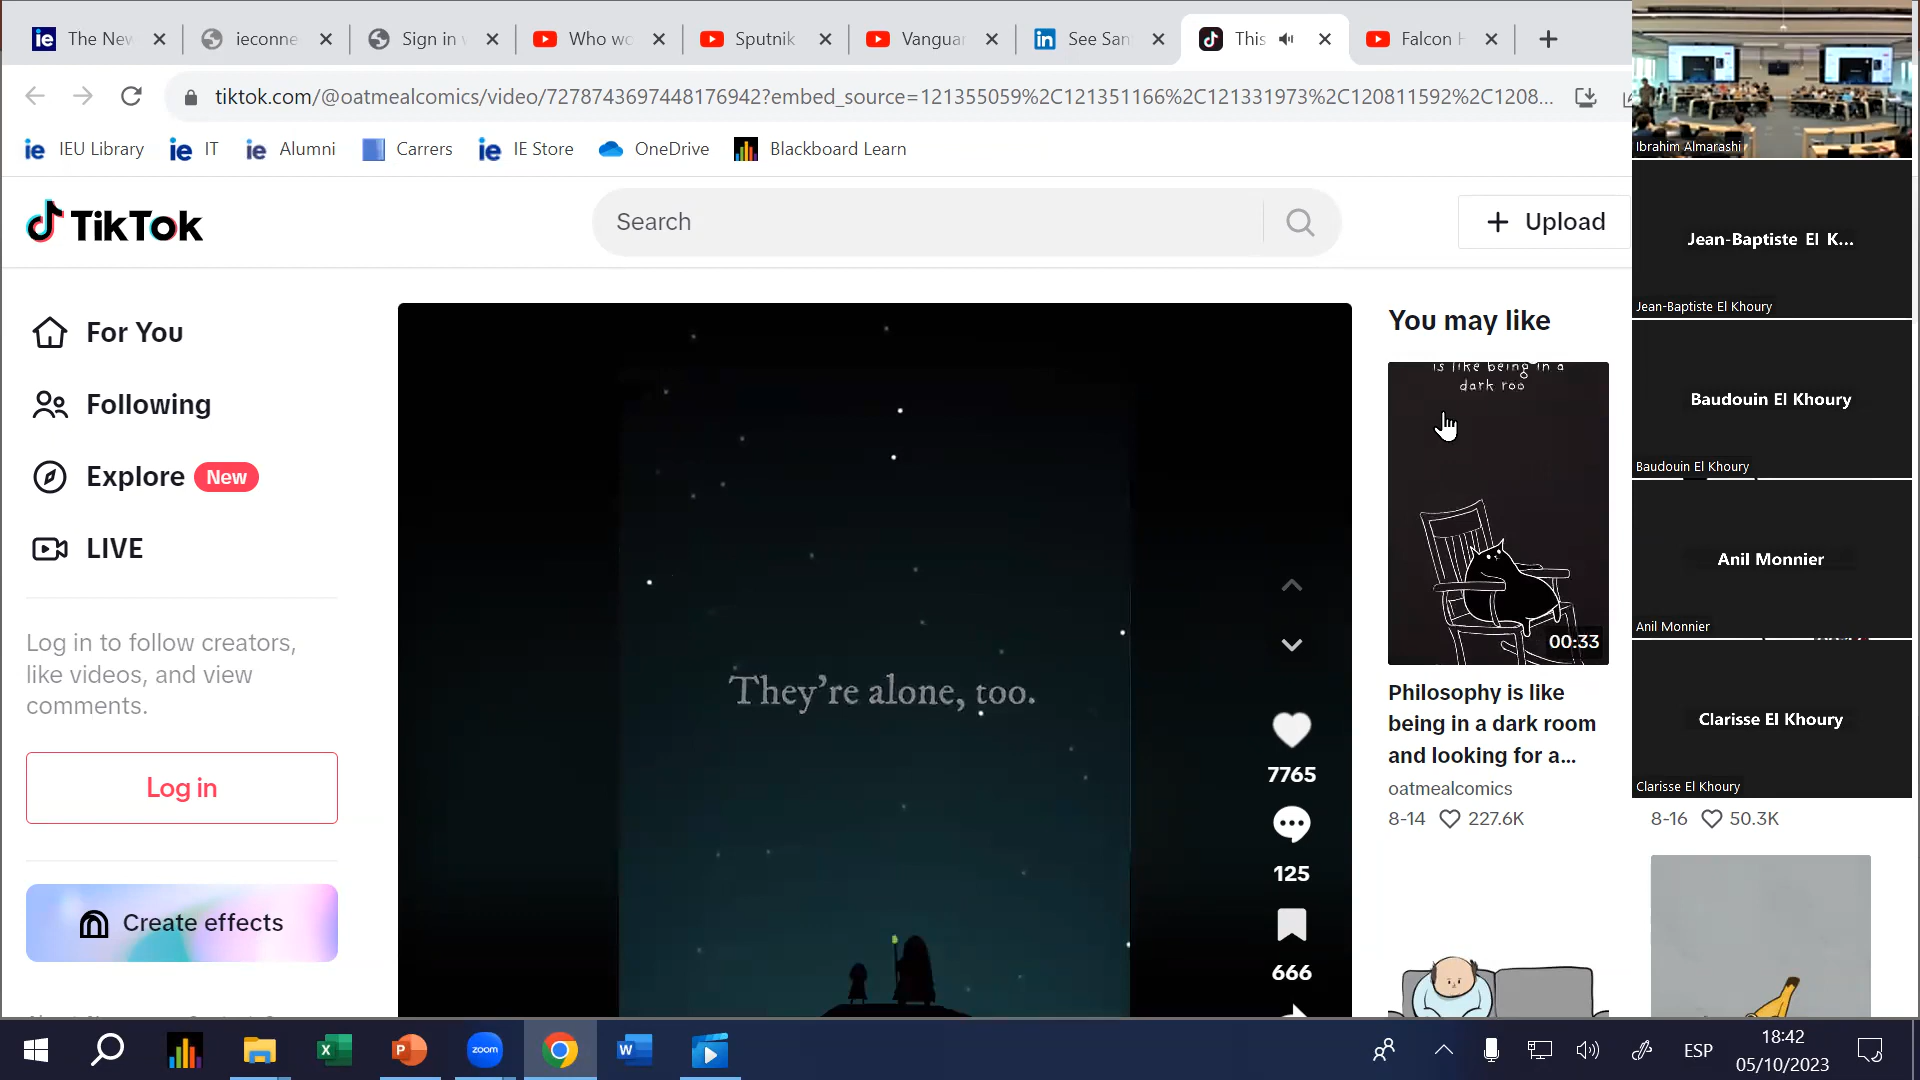 The New
ieconne
Sign in
Who wo
Sputnik
Vanguar
See San
This
Falcon H
tiktok.com/@oatmealcomics/video/7278743697448176942?embed_source=121355059%2C121351166%2C121331973%2C120811592%2C1208...
IEU Library
IT
Alumni
Carrers
IE Store
OneDrive
Blackboard Learn
TikTok
Search
Upload
For You
Following
Explore New
LIVE
Log in to follow creators,
like videos, and view
comments.
Log in
Create effects
They're alone, too.
7765
125
666
You may like
is like being in a
dark roo
00:33
Philosophy is like
being in a dark room
and looking for a...
oatmealcomics
8-14 227.6K
8-16 50.3K
Ibrahim Almarashi
Jean-Baptiste El K...
Jean-Baptiste El Khoury
Baudouin El Khoury
Baudouin El Khoury
Anil Monnier
Anil Monnier
Clarisse El Khoury
Clarisse El Khoury
zoom
ESP
18:42
05/10/2023